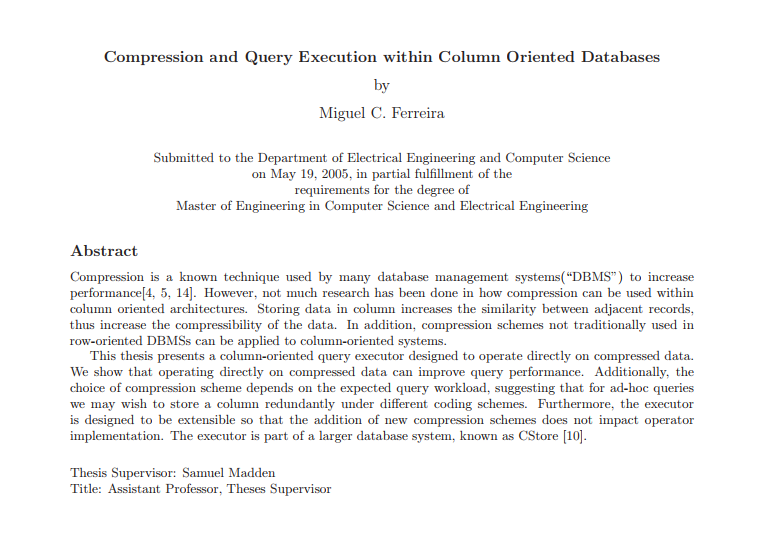 Compression and Query Execution within Column Oriented Databases
by
Miguel C. Ferreira
Submitted to the Department of Electrical Engineering and Computer Science
on May 19, 2005, in partial fulfillment of the
requirements for the degree of
Master of Engineering in Computer Science and Electrical Engineering
Abstract
Compression is a known technique used by many database management systems(“DBMS”) to increase
performance[4, 5, 14]. However, not much research has been done in how compression can be used within
column oriented architectures. Storing data in column increases the similarity between adjacent records,
thus increase the compressibility of the data. In addition, compression schemes not traditionally used in
row-oriented DBMSs can be applied to column-oriented systems.
This thesis presents a column-oriented query executor designed to operate directly on compressed data.
We show that operating directly on compressed data can improve query performance. Additionally, the
choice of compression scheme depends on the expected query workload, suggesting that for ad-hoc queries
we may wish to store a column redundantly under different coding schemes. Furthermore, the executor
is designed to be extensible so that the addition of new compression schemes does not impact operator
implementation. The executor is part of a larger database system, known as CStore [10].
Thesis Supervisor: Samuel Madden
Title: Assistant Professor, Theses Supervisor